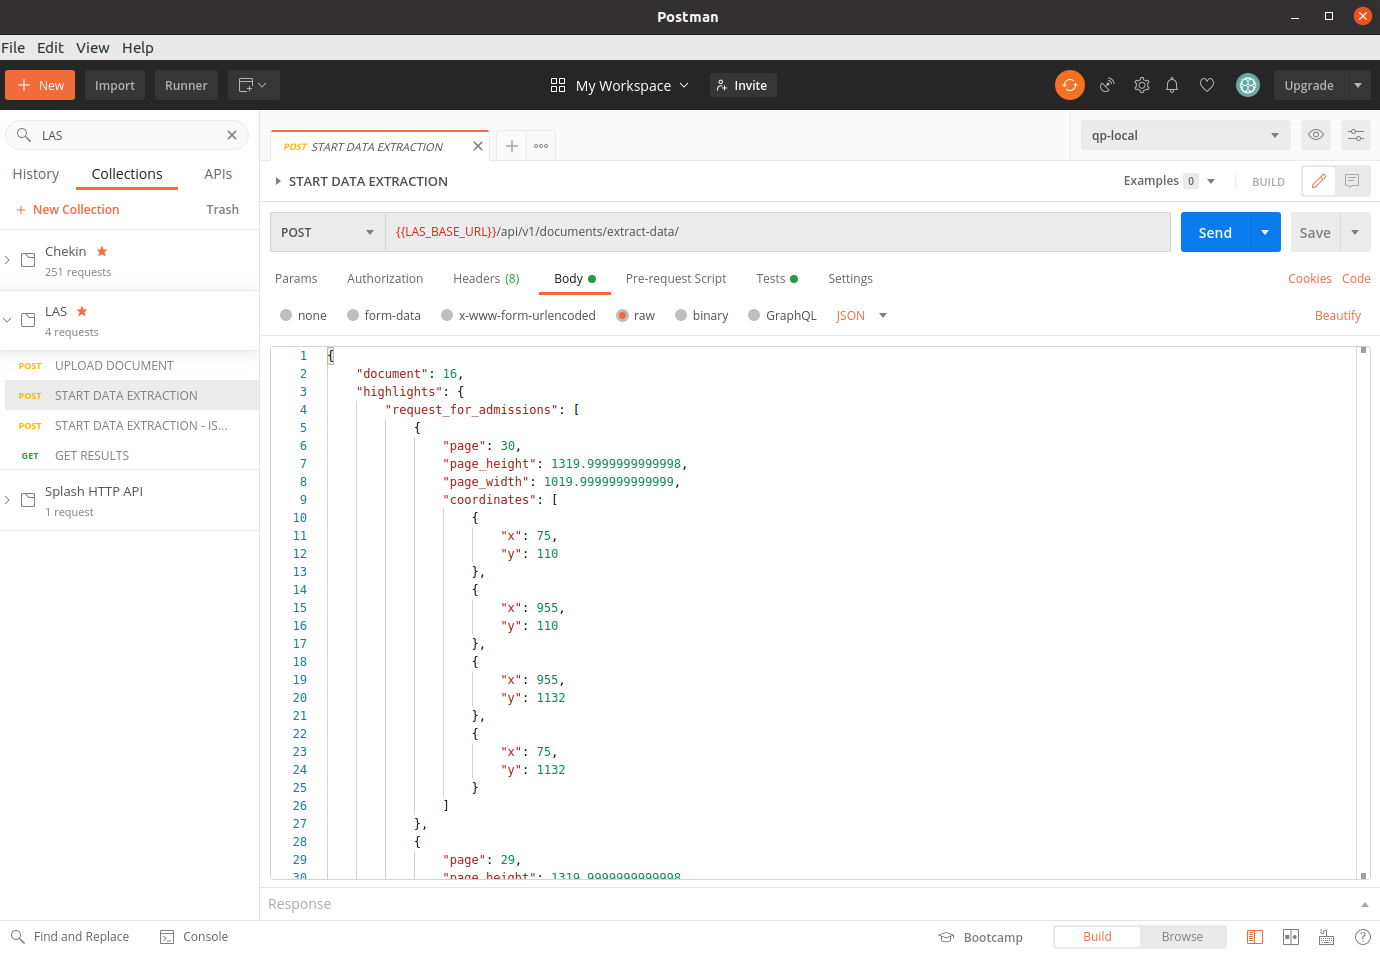 Postman
File Edit View Help
New Import Runner My Workspace Invite Upgrade
LAS
History Collections APIs
New Collection Trash
Chekin
251 requests
LAS
4 requests
POST UPLOAD DOCUMENT
POST START DATA EXTRACTION
POST START DATA EXTRACTION - IS...
GET GET RESULTS
Splash HTTP API
1 request
POST START DATA EXTRACTION
qp-local
START DATA EXTRACTION
Examples 0 BUILD
POST {{LAS_BASE_URL}}/api/v1/documents/extract-data/ Send Save
Params Authorization Headers (8) Body Pre-request Script Tests Settings Cookies Code
none form-data x-www-form-urlencoded raw binary GraphQL JSON Beautify
1 {
2 "document": 16,
3 "highlights": {
4 "request_for_admissions": [
5 {
6 "page": 30,
7 "page_height": 1319.9999999999998,
8 "page_width": 1019.9999999999999,
9 "coordinates": [
10 {
11 "x": 75,
12 "y": 110
13 },
14 {
15 "x": 955,
16 "y": 110
17 },
18 {
19 "x": 955,
20 "y": 1132
21 },
22 {
23 "x": 75,
24 "y": 1132
25 }
26 ]
27 },
28 {
29 "page": 29,
30 "page_height": 1319.9999999999998
Response
Find and Replace Console Bootcamp Build Browse